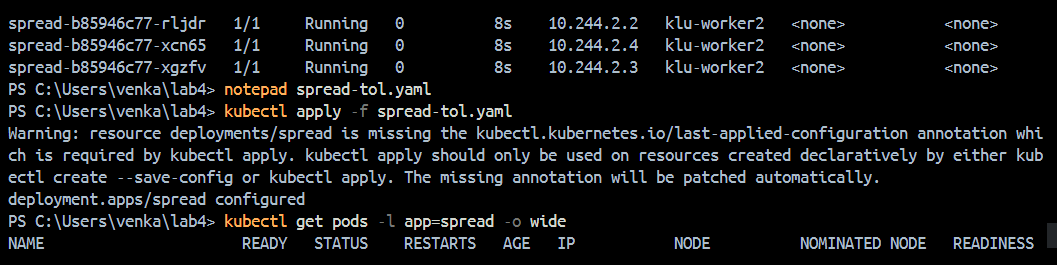 spread-b85946c77-rljdr   1/1     Running   0          8s    10.244.2.2   klu-worker2   <none>           <none>
spread-b85946c77-xcn65   1/1     Running   0          8s    10.244.2.4   klu-worker2   <none>           <none>
spread-b85946c77-xgzfv   1/1     Running   0          8s    10.244.2.3   klu-worker2   <none>           <none>
PS C:\Users\venka\lab4> notepad spread-tol.yaml
PS C:\Users\venka\lab4> kubectl apply -f spread-tol.yaml
Warning: resource deployments/spread is missing the kubectl.kubernetes.io/last-applied-configuration annotation whi
ch is required by kubectl apply. kubectl apply should only be used on resources created declaratively by either kub
ectl create --save-config or kubectl apply. The missing annotation will be patched automatically.
deployment.apps/spread configured
PS C:\Users\venka\lab4> kubectl get pods -l app=spread -o wide
NAME                      READY   STATUS    RESTARTS   AGE   IP           NODE          NOMINATED NODE   READINESS